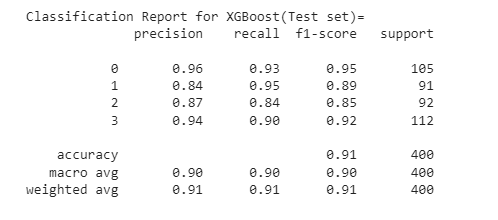 Classification Report for XGBoost(Test set)=
precision recall f1-score support
0 0.96 0.93 0.95 105
1 0.84 0.95 0.89 91
2 0.87 0.84 0.85 92
3 0.94 0.90 0.92 112
accuracy 0.91 400
macro avg 0.90 0.90 0.90 400
weighted avg 0.91 0.91 0.91 400